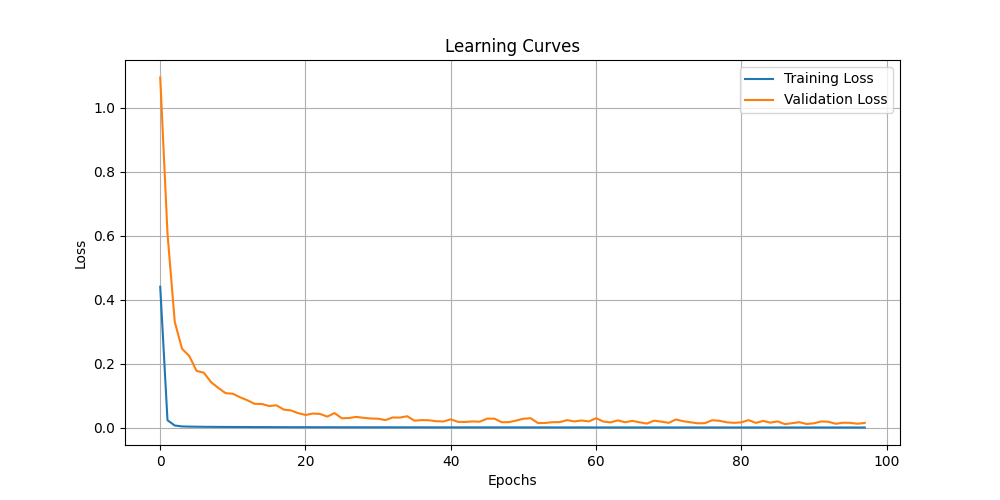 Learning Curves
Training Loss
Validation Loss
1.0
0.8
0.6
0.4
0.2
0.0
Loss
0 20 40 60 80 100
Epochs